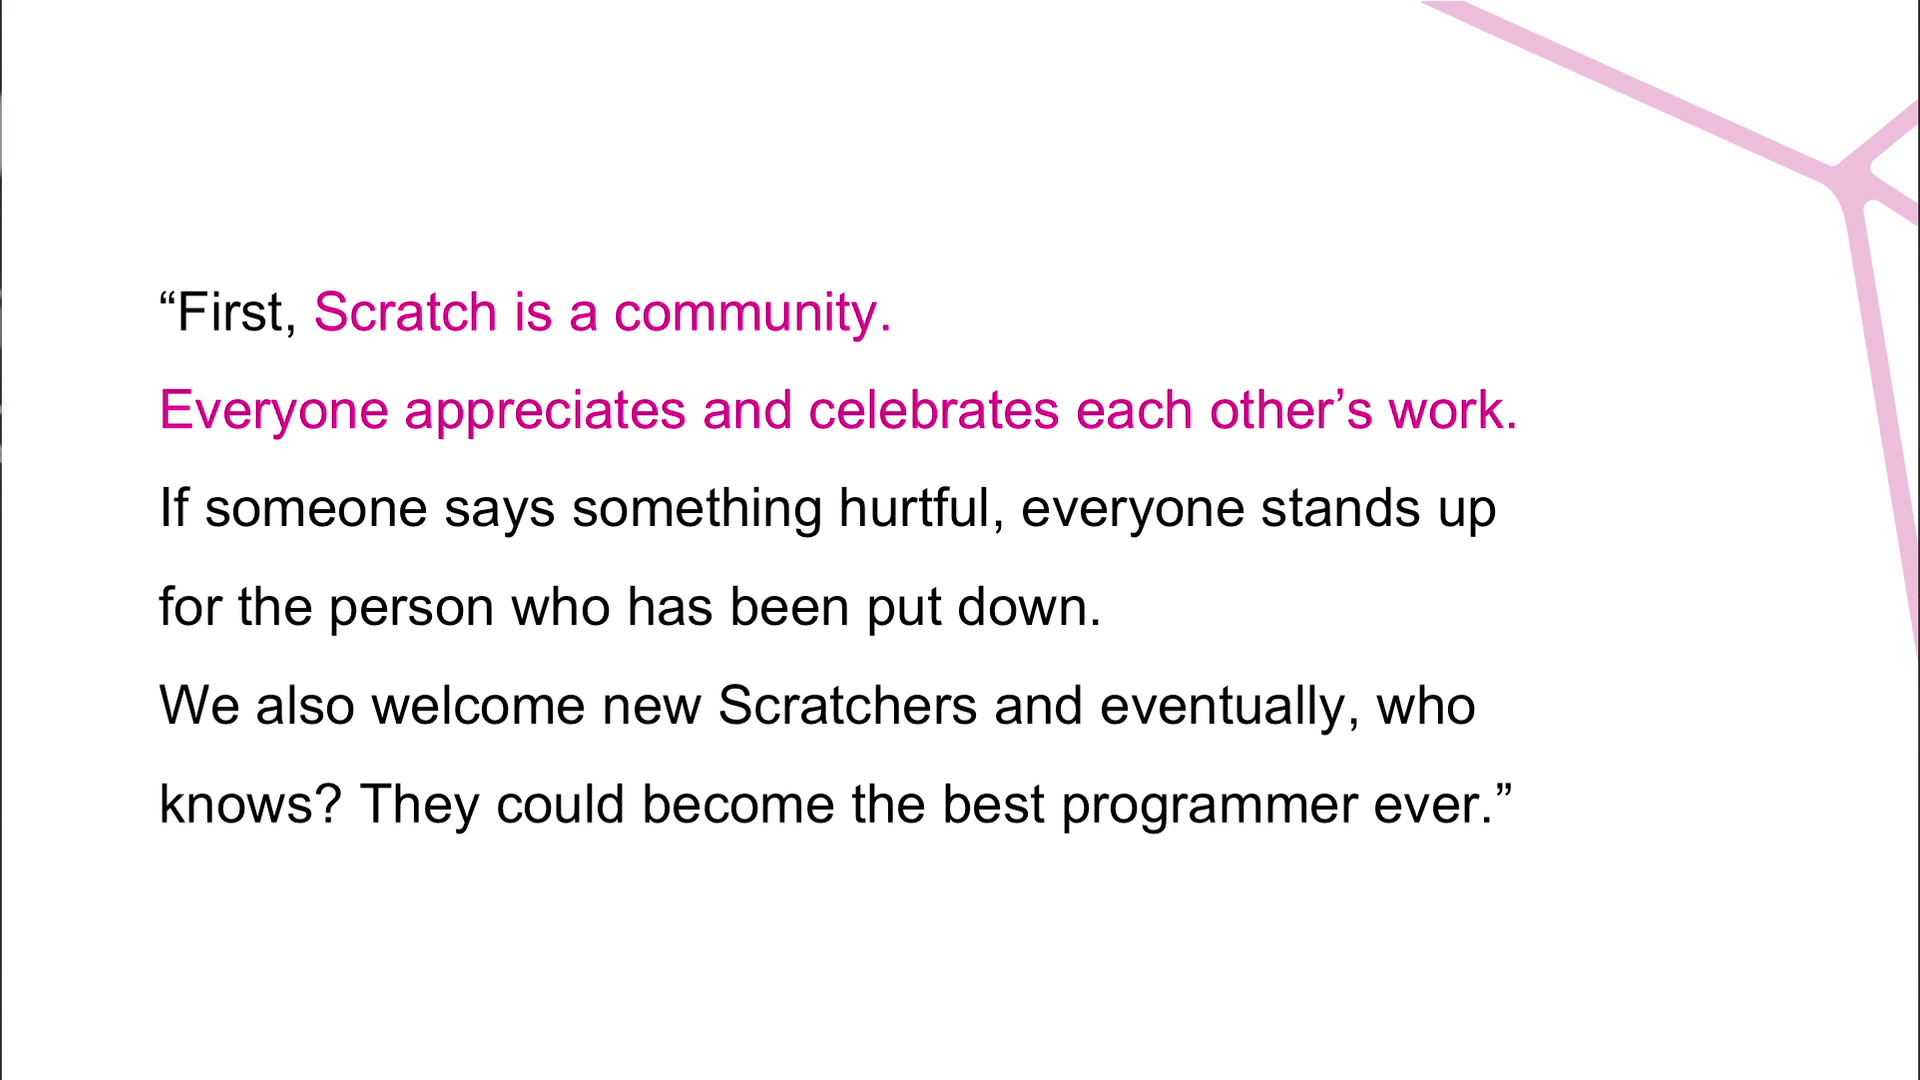 “First, Scratch is a community.
Everyone appreciates and celebrates each other’s work.
If someone says something hurtful, everyone stands up
for the person who has been put down.
We also welcome new Scratchers and eventually, who
knows? They could become the best programmer ever.”